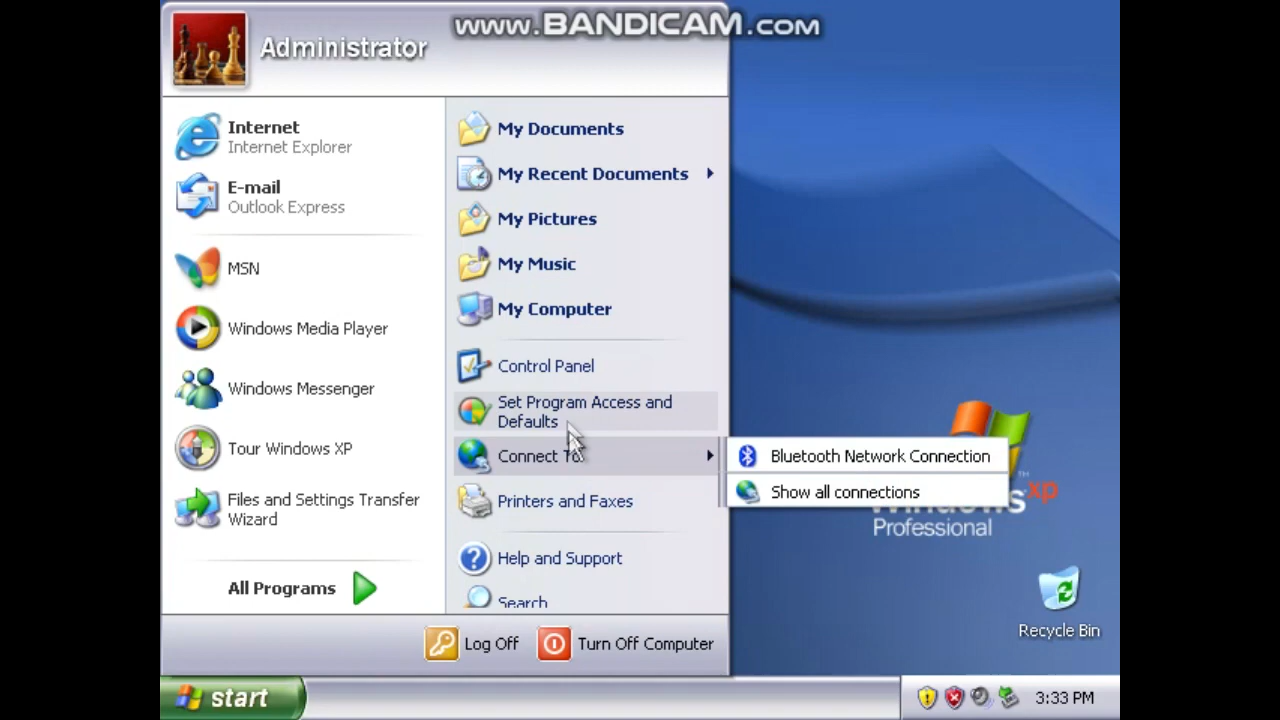 www.BANDICAM.com
Administrator
Internet
Internet Explorer
E-mail
Outlook Express
MSN
Windows Media Player
Windows Messenger
Tour Windows XP
Files and Settings Transfer
Wizard
All Programs
My Documents
My Recent Documents
My Pictures
My Music
My Computer
Control Panel
Set Program Access and
Defaults
Connect To
Printers and Faxes
Help and Support
Search
Bluetooth Network Connection
Show all connections
xp
Professional
Recycle Bin
Log Off
Turn Off Computer
start
3:33 PM